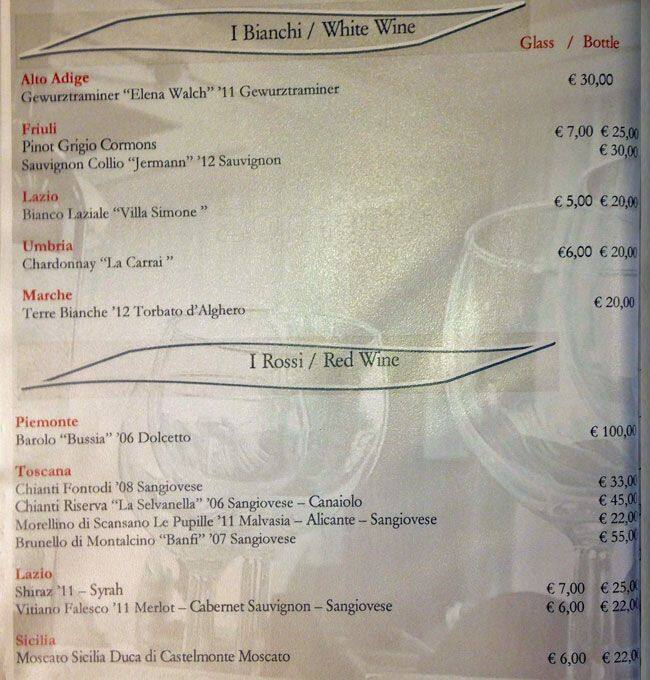 I Bianchi / White Wine
Glass / Bottle
Alto Adige
Gewurztraminer “Elena Walch” ’11 Gewurztraminer € 30,00
Friuli
Pinot Grigio Cormons € 7,00 € 25,00
Sauvignon Collio “Jermann” ’12 Sauvignon € 30,00
Lazio
Bianco Laziale “Villa Simone ” € 5,00 € 20,00
Umbria
Chardonnay “La Carrai ” €6,00 € 20,00
Marche
Terre Bianche ’12 Torbato d’Alghero € 20,00
I Rossi / Red Wine
Piemonte
Barolo “Bussia” ’06 Dolcetto € 100,00
Toscana
Chianti Fontodi ’08 Sangiovese € 33,00
Chianti Riserva “La Selvanella” ’06 Sangiovese – Canaiolo € 45,00
Morellino di Scansano Le Pupille ’11 Malvasia – Alicante – Sangiovese € 22,00
Brunello di Montalcino “Banfi” ’07 Sangiovese € 55,00
Lazio
Shiraz ’11 – Syrah € 7,00 € 25,00
Vitiano Falesco ’11 Merlot – Cabernet Sauvignon – Sangiovese € 6,00 € 22,00
Sicilia
Moscato Sicilia Duca di Castelmonte Moscato € 6,00 € 22,00